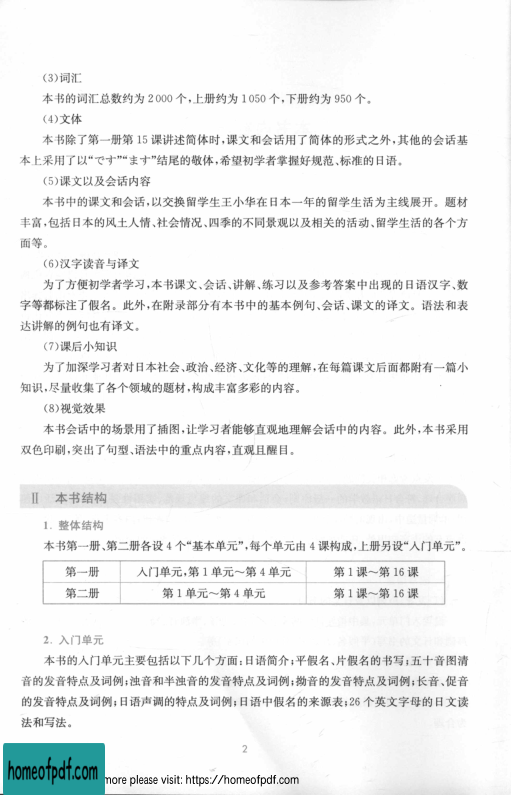 (3)词汇
本书的词汇总数约为 2000 个,上册约为 1050 个,下册约为 950 个。
(4)文体
本书除了第一册第 15 课讲述简体时,课文和会话用了简体的形式之外,其他的会话基
本上采用了以“です”“ます”结尾的敬体,希望初学者掌握好规范、标准的日语。
(5)课文以及会话内容
本书中的课文和会话,以交换留学生王小华在日本一年的留学生活为主线展开。题材
丰富,包括日本的风土人情、社会情况、四季的不同景观以及相关的活动、留学生活的各个方
面等。
(6)汉字读音与译文
为了方便初学者学习,本书课文、会话、讲解、练习以及参考答案中出现的日语汉字、数
字等都标注了假名。此外,在附录部分有本书中的基本例句、会话、课文的译文。语法和表
达讲解的例句也有译文。
(7)课后小知识
为了加深学习者对日本社会、政治、经济、文化等的理解,在每篇课文后面都附有一篇小
知识,尽量收集了各个领域的题材,构成丰富多彩的内容。
(8)视觉效果
本书会话中的场景用了插图,让学习者能够直观地理解会话中的内容。此外,本书采用
双色印刷,突出了句型、语法中的重点内容,直观且醒目。
Ⅱ 本书结构
1. 整体结构
本书第一册、第二册各设 4 个“基本单元”,每个单元由 4 课构成,上册另设“入门单元”。
第一册 入门单元,第 1 单元～第 4 单元 第 1 课～第 16 课
第二册 第 1 单元～第 4 单元 第 1 课～第 16 课
2. 入门单元
本书的入门单元主要包括以下几个方面:日语简介;平假名、片假名的书写;五十音图清
音的发音特点及词例;浊音和半浊音的发音特点及词例;拗音的发音特点及词例;长音、促音
的发音特点及词例;日语声调的特点及词例;日语中假名的来源表;26 个英文字母的日文读
法和写法。
2
homeofpdf.com more please visit: https://homeofpdf.com